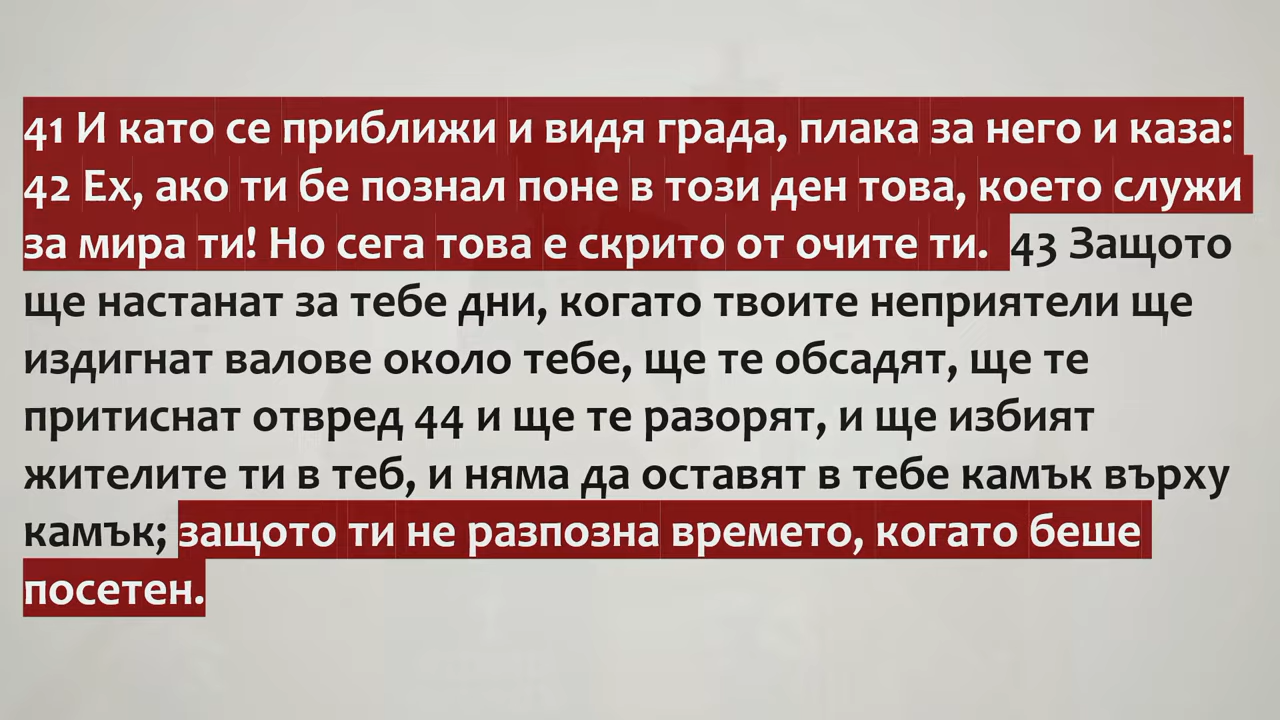 41 И като се приближи и видя града, плака за него и каза:
42 Ех, ако ти бе познал поне в този ден това, което служи
за мира ти! Но сега това е скрито от очите ти. 43 Защото
ще настанат за тебе дни, когато твоите неприятели ще
издигнат валове около тебе, ще те обсадят, ще те
притиснат отвред 44 и ще те разорят, и ще избият
жителите ти в теб, и няма да оставят в тебе камък върху
камък; защото ти не разпозна времето, когато беше
посетен.